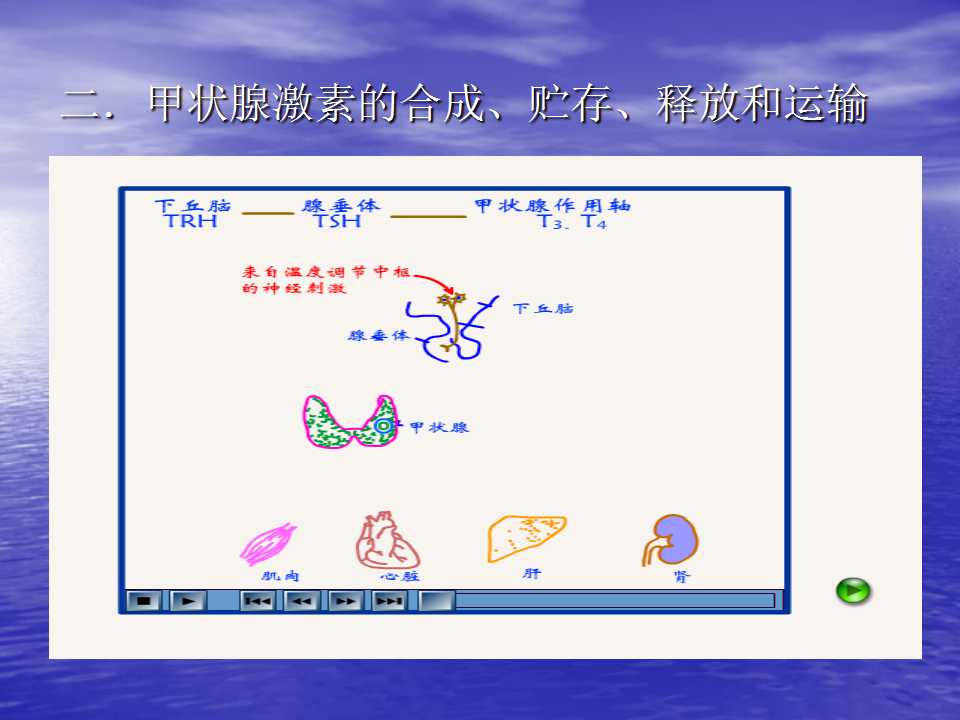 二．甲状腺激素的合成、贮存、释放和运输
下丘脑 腺垂体 甲状腺作用轴
TRH TSH T3. T4
来自温度调节中枢
的神经刺激
下丘脑
腺垂体
甲状腺
肌肉 心脏 肝 肾